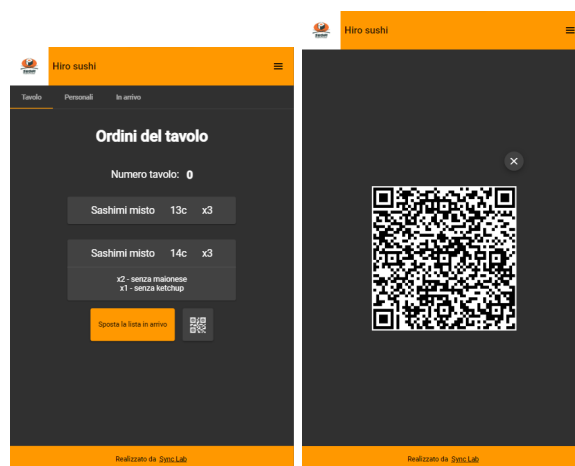 Hiro sushi
Tavolo Personali In arrivo
Ordini del tavolo
Numero tavolo: 0
Sashimi misto 13c x3
Sashimi misto 14c x3
x2 - senza maionese
x1 - senza ketchup
Sposta la lista in arrivo
Realizzato da Sync Lab
Hiro sushi
Realizzato da Sync Lab